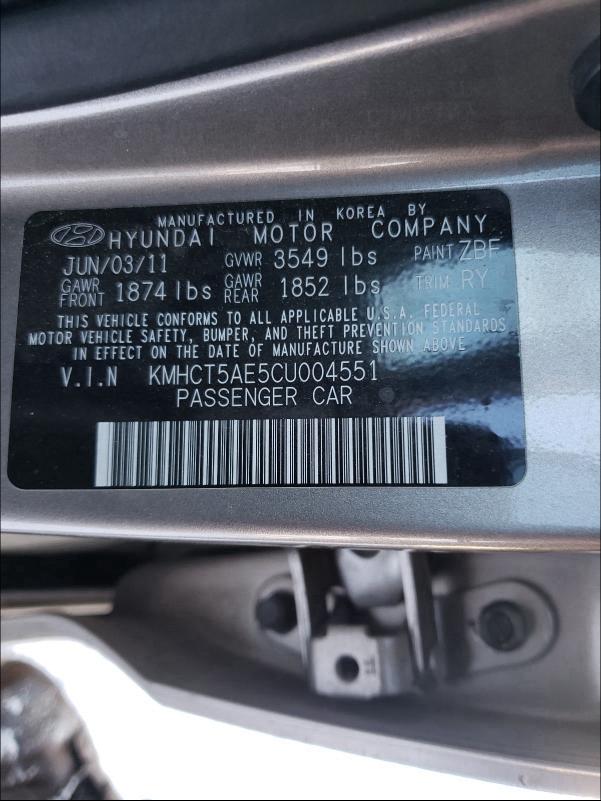 MANUFACTURED IN KOREA BY
HYUNDAI MOTOR COMPANY
JUN/03/11 GVWR 3549 lbs PAINT ZBF
GAWR FRONT 1874 lbs GAWR REAR 1852 lbs TRIM RY
THIS VEHICLE CONFORMS TO ALL APPLICABLE U.S.A. FEDERAL
MOTOR VEHICLE SAFETY, BUMPER, AND THEFT PREVENTION STANDARDS
IN EFFECT ON THE DATE OF MANUFACTURE SHOWN ABOVE
V.I.N KMHCT5AE5CU004551
PASSENGER CAR